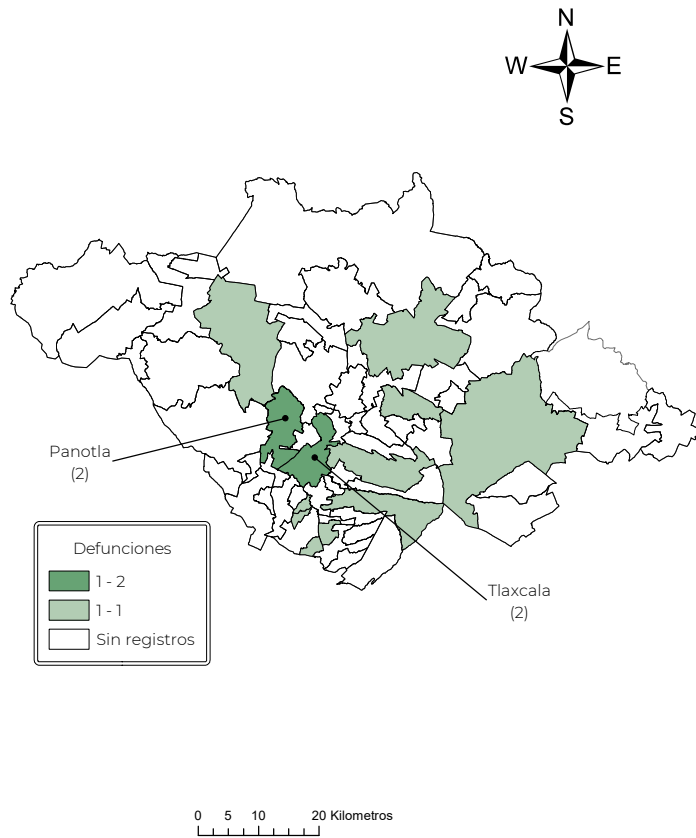 N
W E
S
Panotla
(2)
Defunciones
1 - 2
1 - 1
Sin registros
Tlaxcala
(2)
0 5 10 20 Kilometros